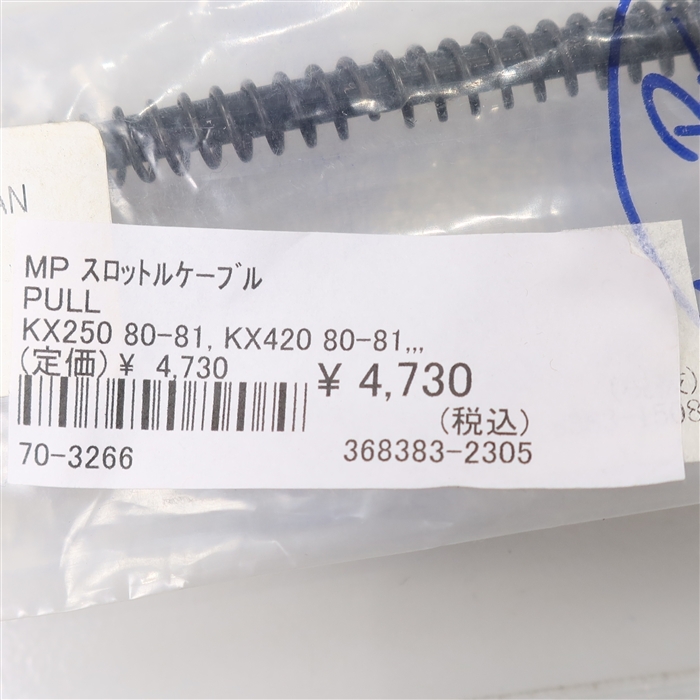 MP ｽﾛｯﾄﾙｹｰﾌﾞﾙ
PULL
KX250 80-81, KX420 80-81,,,
(定価)¥ 4,730 ¥ 4,730
(税込)
70-3266 368383-2305